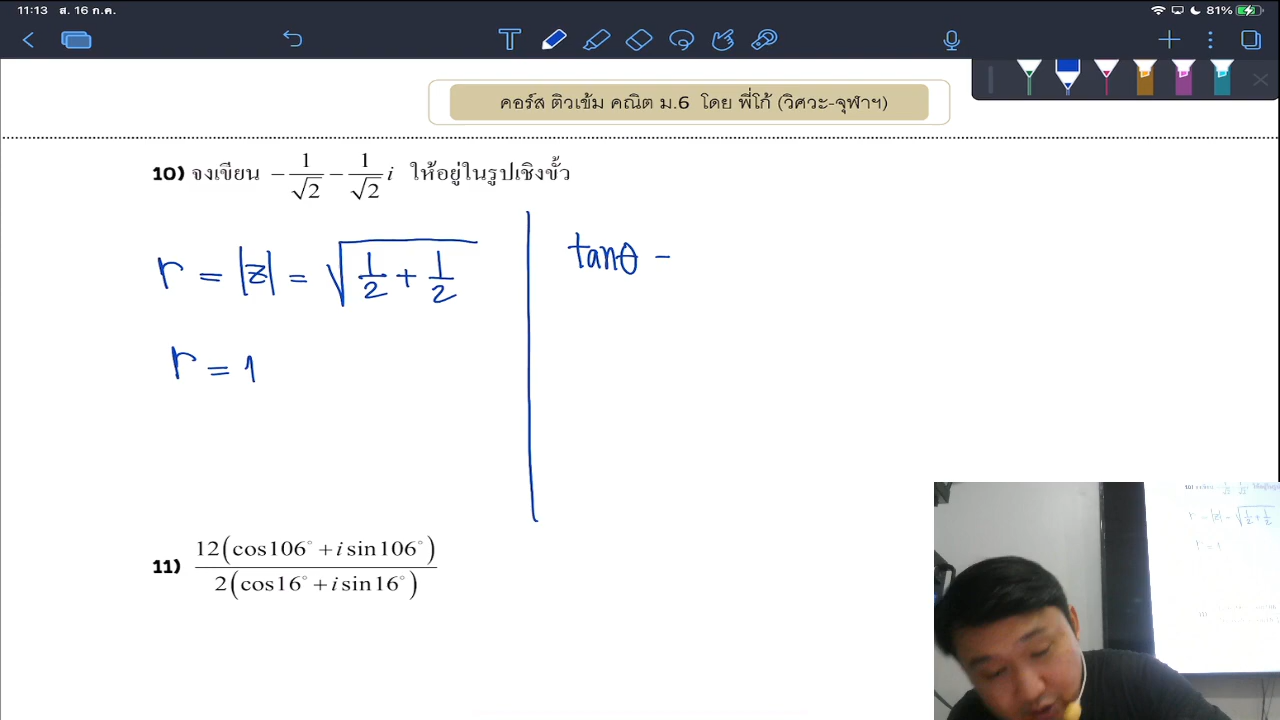 11:13 ส. 16 ก.ค.
81%
คอร์ส ติวเข้ม คณิต ม.6 โดย พี่โก้ (วิศวะ-จุฬาฯ)
10) จงเขียน -1/√2 - 1/√2 i ให้อยู่ในรูปเชิงขั้ว
r = |z| = √(1/2 + 1/2)
tanθ -
r = 1
11) 12(cos106° + i sin106°) / 2(cos16° + i sin16°)